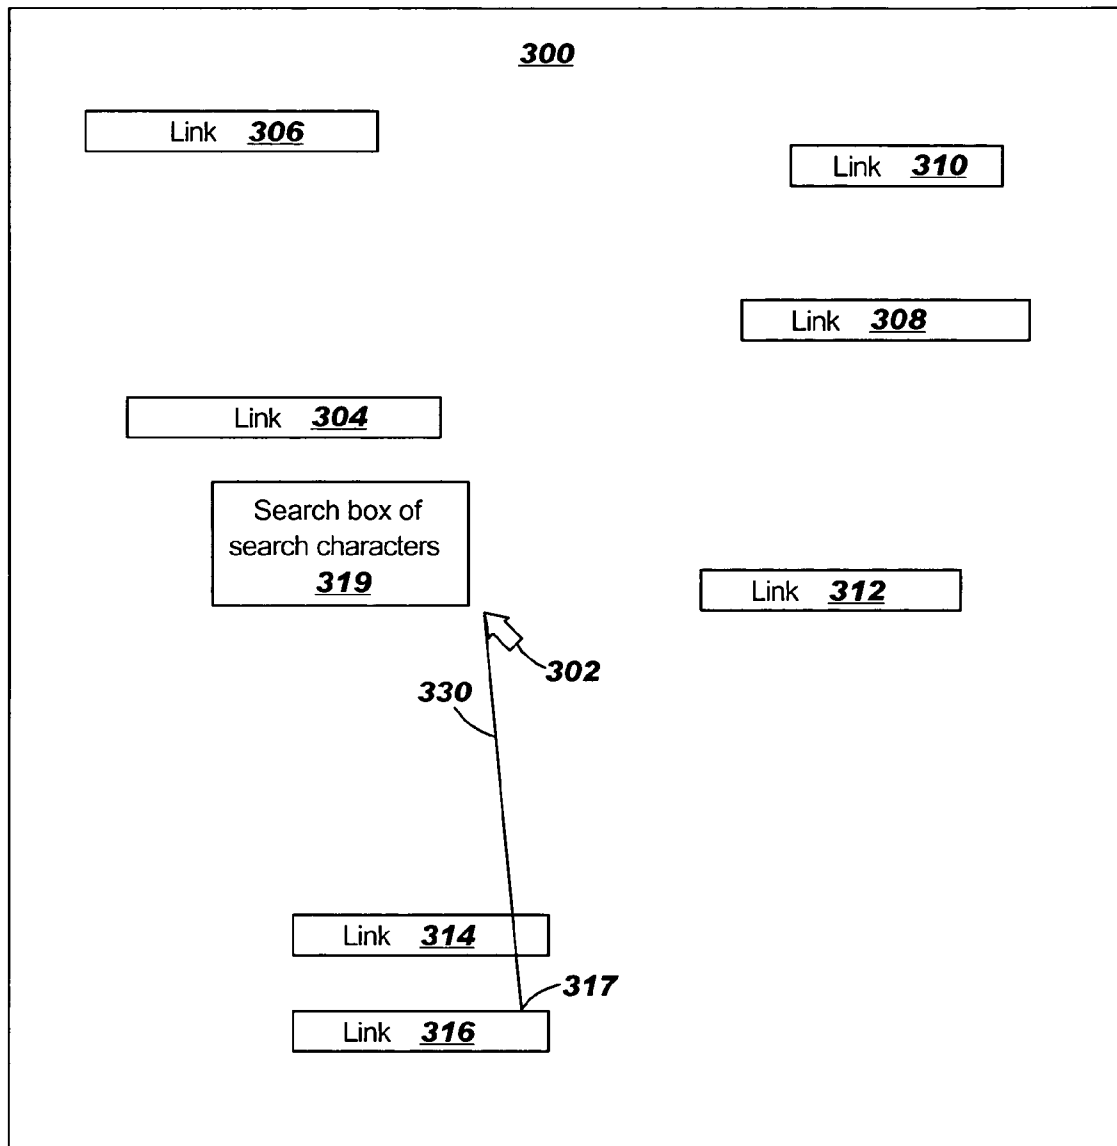 300
Link 306
Link 310
Link 308
Link 304
Search box of
search characters
319
Link 312
302
330
Link 314
317
Link 316